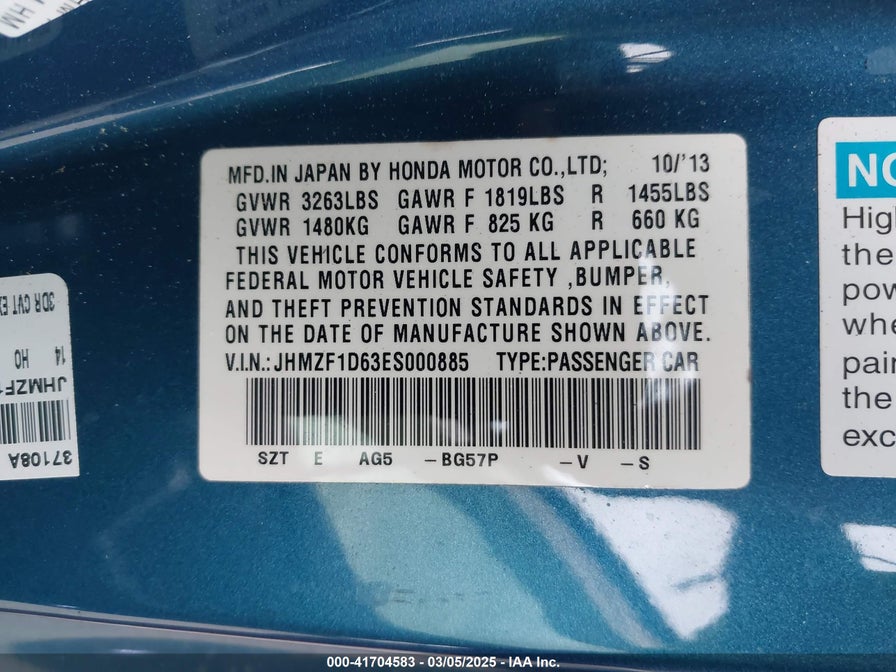 MFD.IN JAPAN BY HONDA MOTOR CO.,LTD; 10/'13
GVWR 3263LBS GAWR F 1819LBS R 1455LBS
GVWR 1480KG GAWR F 825 KG R 660 KG
THIS VEHICLE CONFORMS TO ALL APPLICABLE
FEDERAL MOTOR VEHICLE SAFETY ,BUMPER,
AND THEFT PREVENTION STANDARDS IN EFFECT
ON THE DATE OF MANUFACTURE SHOWN ABOVE.
V.I.N.:JHMZF1D63ES000885 TYPE:PASSENGER CAR
SZT E AG5 -BG57P -V -S
3DR CVT EX
14 HO
JHMZF1
37108A
NO
High
the
pow
whe
pain
the
exc
000-41704583 - 03/05/2025 - IAA Inc.